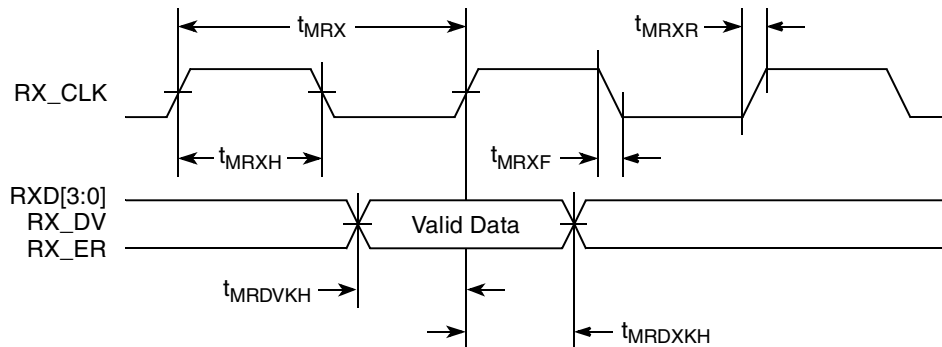 tMRX
tMRXR
RX_CLK
tMRXH
tMRXF
RXD[3:0]
RX_DV
Valid Data
RX_ER
tMRDVKH
tMRDXKH